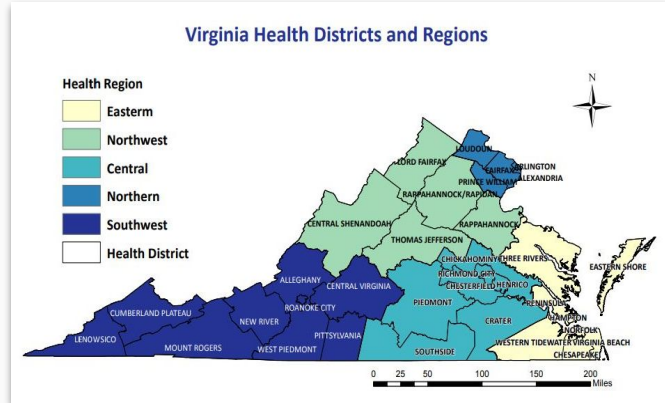 Virginia Health Districts and Regions
Health Region
Easterm
Northwest
Central
Northern
Southwest
Health District
N
LOUDOUN
LORD FAIRFAX
FAIRFAX
ARLINGTON
ALEXANDRIA
PRINCE WILLIAM
RAPPAHANNOCK/RAPIDAN
CENTRAL SHENANDOAH
RAPPAHANNOCK
THOMAS JEFFERSON
CHICKAHOMINY
THREE RIVERS
EASTERN SHORE
ALLEGHANY
CENTRAL VIRGINIA
RICHMOND CITY
CHESTERFIELD
HENRICO
PIEDMONT
PENINSULA
CUMBERLAND PLATEAU
ROANOKE CITY
NEW RIVER
CRATER
HAMPTON
NORFOLK
LENOWSICO
MOUNT ROGERS
WEST PIEDMONT
PITTSYLVANIA
SOUTHSIDE
WESTERN TIDEWATER
VIRGINIA BEACH
CHESAPEAKE
0 25 50 100 150 200
Miles